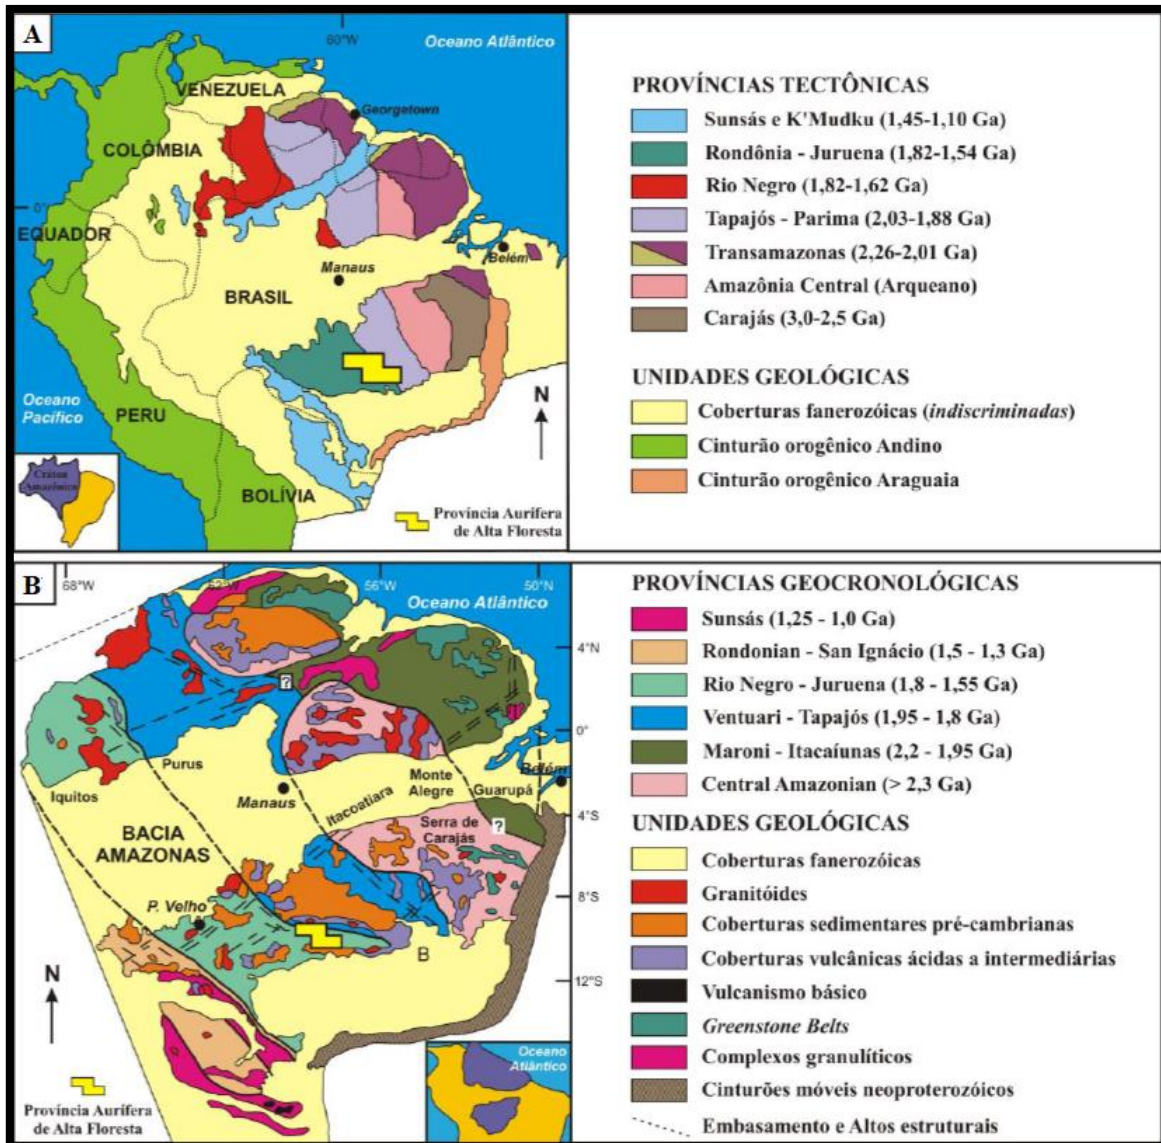 A
60°W
Oceano Atlântico
VENEZUELA
Georgetown
COLÔMBIA
0°
EQUADOR
Belém
Manaus
BRASIL
Oceano
Pacífico
PERU
N
BOLÍVIA
Cráton
Amazônico
Província Aurífera
de Alta Floresta
PROVÍNCIAS TECTÔNICAS
Sunsás e K'Mudku (1,45-1,10 Ga)
Rondônia - Juruena (1,82-1,54 Ga)
Rio Negro (1,82-1,62 Ga)
Tapajós - Parima (2,03-1,88 Ga)
Transamazonas (2,26-2,01 Ga)
Amazônia Central (Arqueano)
Carajás (3,0-2,5 Ga)
UNIDADES GEOLÓGICAS
Coberturas fanerozóicas (indiscriminadas)
Cinturão orogênico Andino
Cinturão orogênico Araguaia
B
68°W
62°W
56°W
50°N
Oceano Atlântico
4°N
?
0°
Purus
Iquitos
Manaus
Itacoatiara
Monte
Alegre
Guarupá
Belém
4°S
?
BACIA
AMAZONAS
Serra de
Carajás
8°S
P. Velho
B
12°S
N
Província Aurífera
de Alta Floresta
Oceano
Atlântico
PROVÍNCIAS GEOCRONOLÓGICAS
Sunsás (1,25 - 1,0 Ga)
Rondonian - San Ignácio (1,5 - 1,3 Ga)
Rio Negro - Juruena (1,8 - 1,55 Ga)
Ventuari - Tapajós (1,95 - 1,8 Ga)
Maroni - Itacaíunas (2,2 - 1,95 Ga)
Central Amazonian (> 2,3 Ga)
UNIDADES GEOLÓGICAS
Coberturas fanerozóicas
Granitóides
Coberturas sedimentares pré-cambrianas
Coberturas vulcânicas ácidas a intermediárias
Vulcanismo básico
Greenstone Belts
Complexos granulíticos
Cinturões móveis neoproterozóicos
Embasamento e Altos estruturais